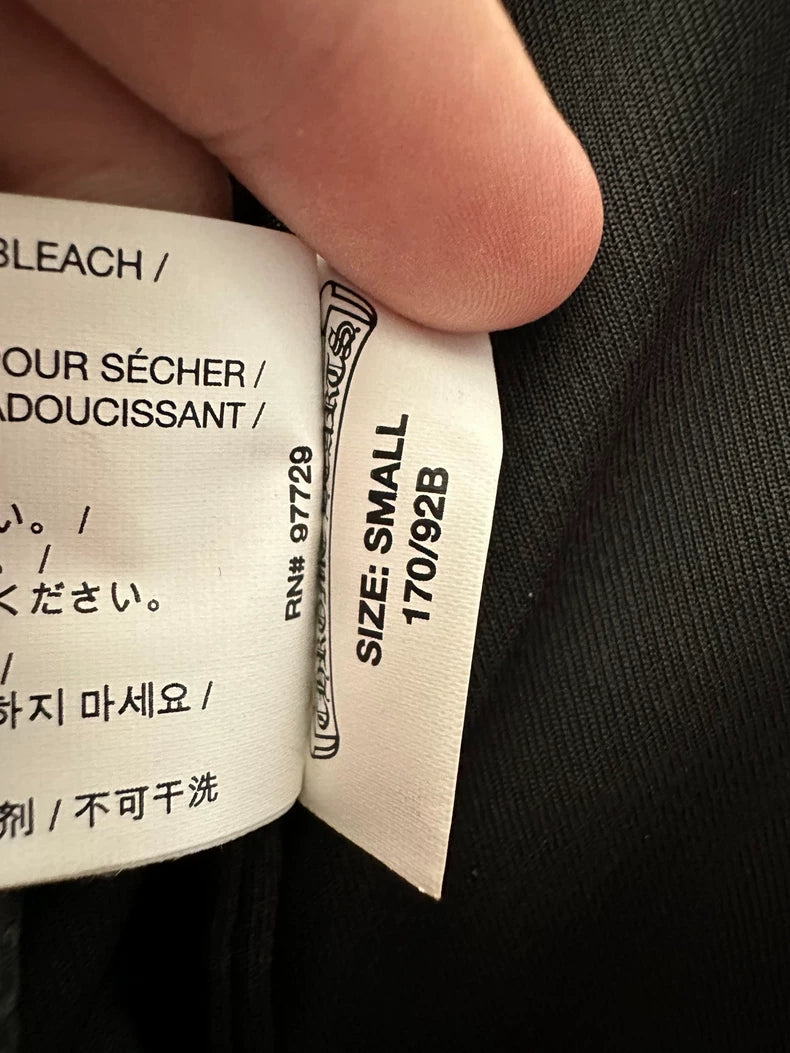 BLEACH /
POUR SÉCHER /
ADOUCISSANT /
い。 /
。 /
ください。
/
하지 마세요 /
剂 / 不可干洗
RN# 97729
SIZE: SMALL
170/92B